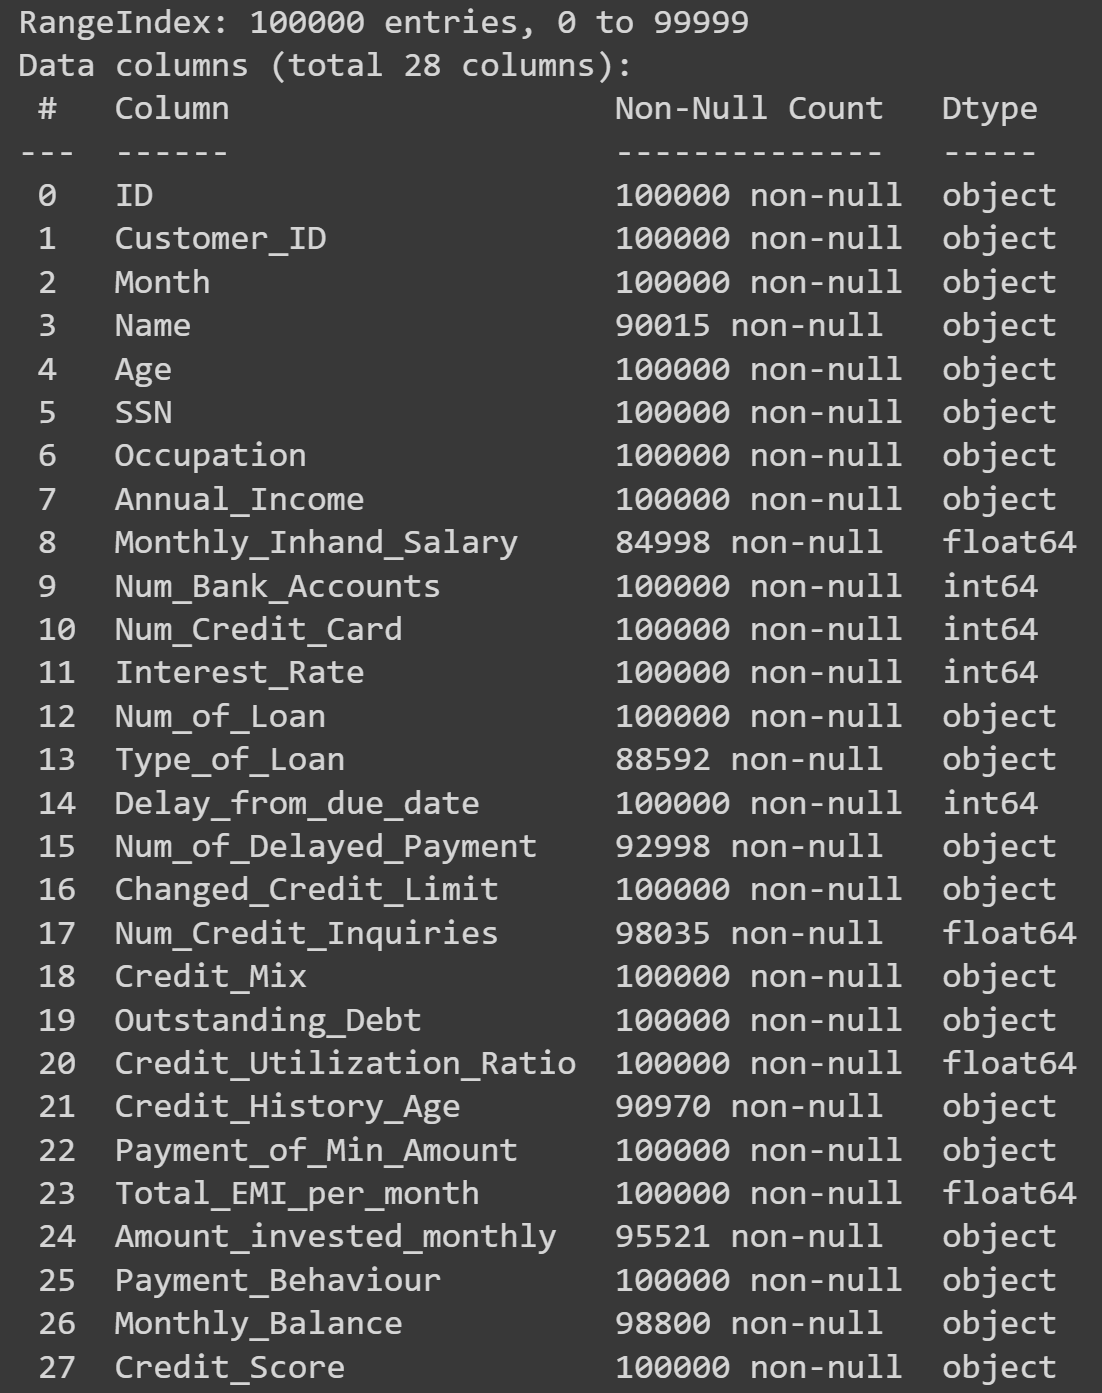 RangeIndex: 100000 entries, 0 to 99999
Data columns (total 28 columns):
 #   Column                    Non-Null Count   Dtype
---  ------                    --------------   -----
 0   ID                        100000 non-null  object
 1   Customer_ID               100000 non-null  object
 2   Month                     100000 non-null  object
 3   Name                      90015 non-null   object
 4   Age                       100000 non-null  object
 5   SSN                       100000 non-null  object
 6   Occupation                100000 non-null  object
 7   Annual_Income             100000 non-null  object
 8   Monthly_Inhand_Salary     84998 non-null   float64
 9   Num_Bank_Accounts         100000 non-null  int64
 10  Num_Credit_Card           100000 non-null  int64
 11  Interest_Rate             100000 non-null  int64
 12  Num_of_Loan               100000 non-null  object
 13  Type_of_Loan              88592 non-null   object
 14  Delay_from_due_date       100000 non-null  int64
 15  Num_of_Delayed_Payment    92998 non-null   object
 16  Changed_Credit_Limit      100000 non-null  object
 17  Num_Credit_Inquiries      98035 non-null   float64
 18  Credit_Mix                100000 non-null  object
 19  Outstanding_Debt          100000 non-null  object
 20  Credit_Utilization_Ratio  100000 non-null  float64
 21  Credit_History_Age        90970 non-null   object
 22  Payment_of_Min_Amount     100000 non-null  object
 23  Total_EMI_per_month       100000 non-null  float64
 24  Amount_invested_monthly   95521 non-null   object
 25  Payment_Behaviour         100000 non-null  object
 26  Monthly_Balance           98800 non-null   object
 27  Credit_Score              100000 non-null  object